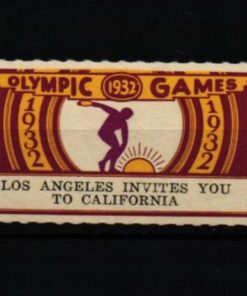 OLYMPIC 1932 GAMES
1932
1932
LOS ANGELES INVITES YOU
TO CALIFORNIA